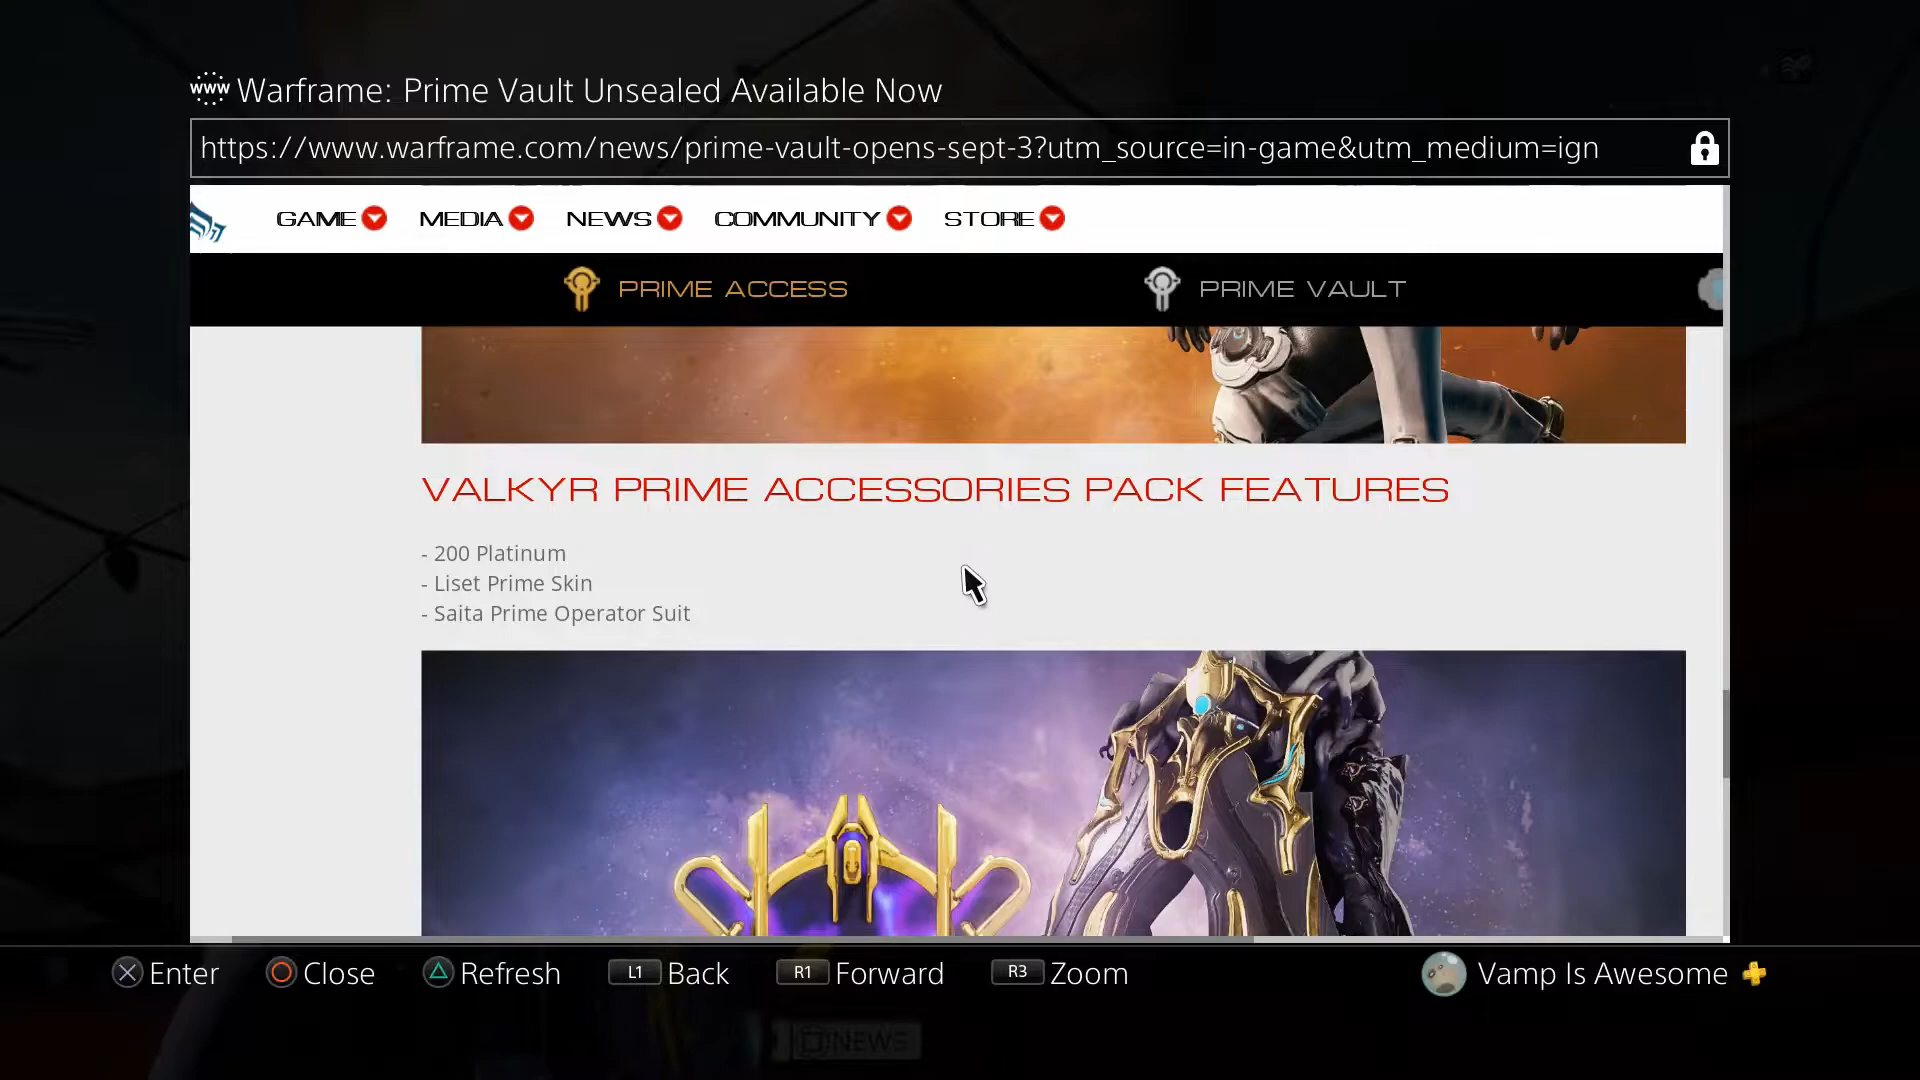 www Warframe: Prime Vault Unsealed Available Now
https://www.warframe.com/news/prime-vault-opens-sept-3?utm_source=in-game&utm_medium=ign
GAME MEDIA NEWS COMMUNITY STORE
PRIME ACCESS PRIME VAULT
VALKYR PRIME ACCESSORIES PACK FEATURES
- 200 Platinum
- Liset Prime Skin
- Saita Prime Operator Suit
Enter Close Refresh L1 Back R1 Forward R3 Zoom Vamp Is Awesome
NEWS